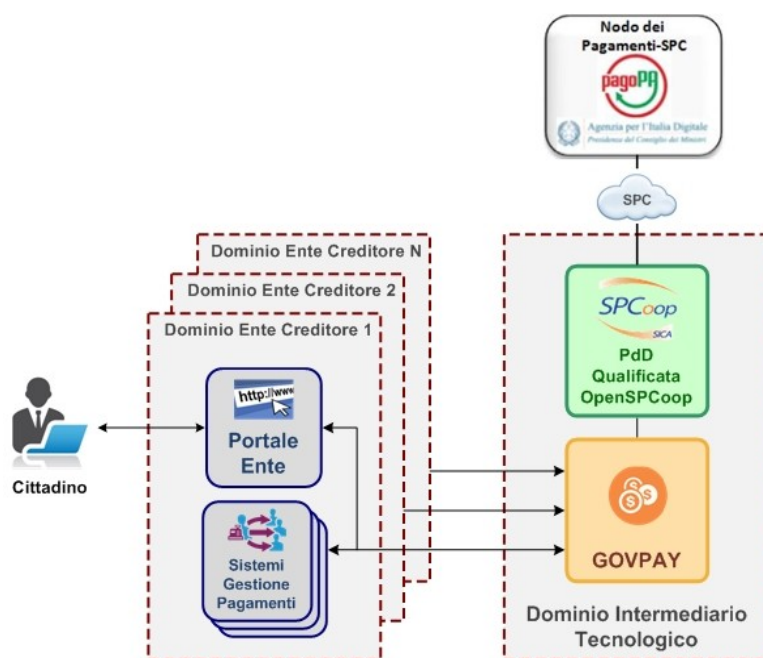 Nodo dei
Pagamenti-SPC
pagoPA
Agenzia per l'Italia Digitale
Presidenza del Consiglio dei Ministri
SPC
Dominio Ente Creditore N
Dominio Ente Creditore 2
Dominio Ente Creditore 1
SPCoop
SICA
PdD
Qualificata
OpenSPCoop
http://www
Portale
Ente
Cittadino
Sistemi
Gestione
Pagamenti
S
S
S
GOVPAY
Dominio Intermediario
Tecnologico